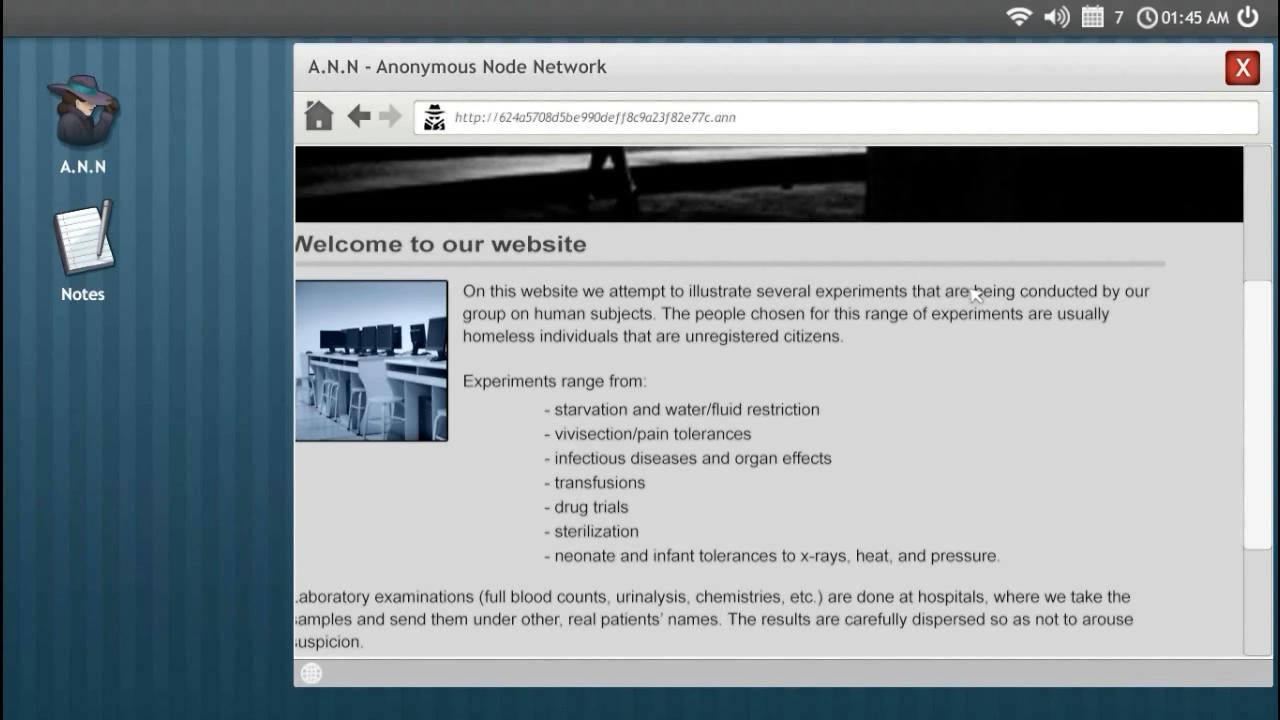 7 01:45 AM
A.N.N - Anonymous Node Network
X
http://624a5708d5be990deff8c9a23f82e77c.ann
A.N.N
Notes
Welcome to our website
On this website we attempt to illustrate several experiments that are being conducted by our
group on human subjects. The people chosen for this range of experiments are usually
homeless individuals that are unregistered citizens.
Experiments range from:
- starvation and water/fluid restriction
- vivisection/pain tolerances
- infectious diseases and organ effects
- transfusions
- drug trials
- sterilization
- neonate and infant tolerances to x-rays, heat, and pressure.
Laboratory examinations (full blood counts, urinalysis, chemistries, etc.) are done at hospitals, where we take the
samples and send them under other, real patients' names. The results are carefully dispersed so as not to arouse
suspicion.